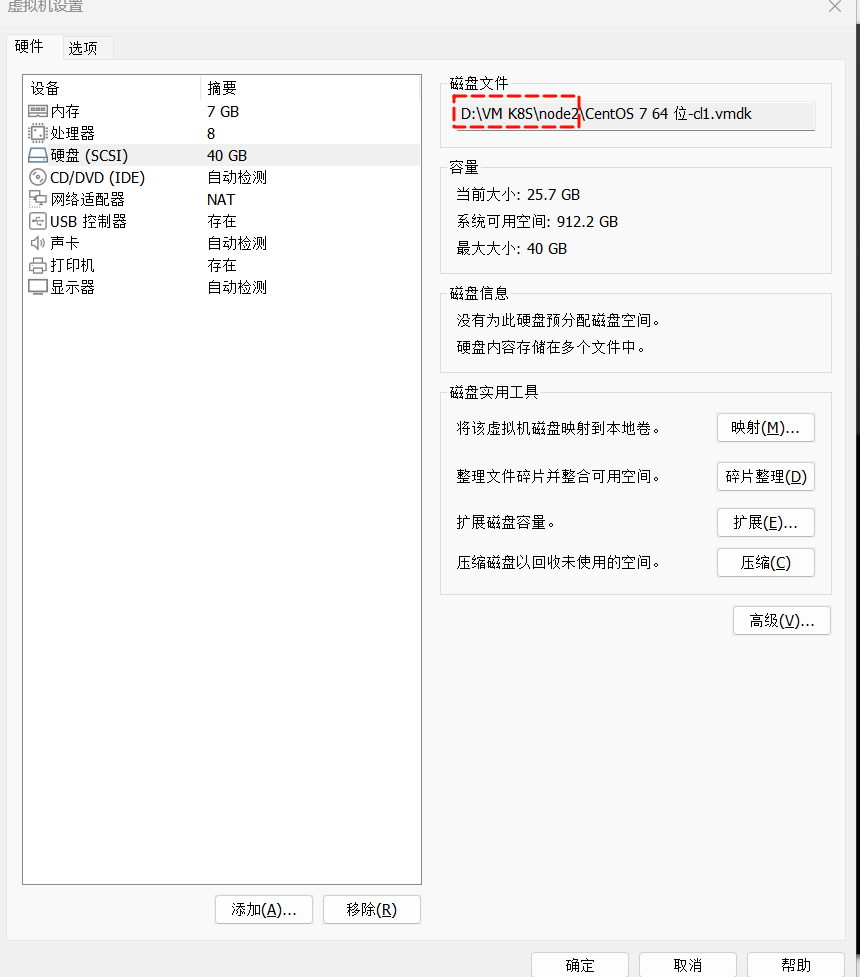 虚拟机设置
硬件 选项
设备 摘要
内存 7 GB
处理器 8
硬盘 (SCSI) 40 GB
CD/DVD (IDE) 自动检测
网络适配器 NAT
USB 控制器 存在
声卡 自动检测
打印机 存在
显示器 自动检测
添加(A)... 移除(R)
磁盘文件
D:\VM K8S\node2\CentOS 7 64 位-cl1.vmdk
容量
当前大小: 25.7 GB
系统可用空间: 912.2 GB
最大大小: 40 GB
磁盘信息
没有为此硬盘预分配磁盘空间。
硬盘内容存储在多个文件中。
磁盘实用工具
将该虚拟机磁盘映射到本地卷。 映射(M)...
整理文件碎片并整合可用空间。 碎片整理(D)
扩展磁盘容量。 扩展(E)...
压缩磁盘以回收未使用的空间。 压缩(C)
高级(V)...
确定 取消 帮助